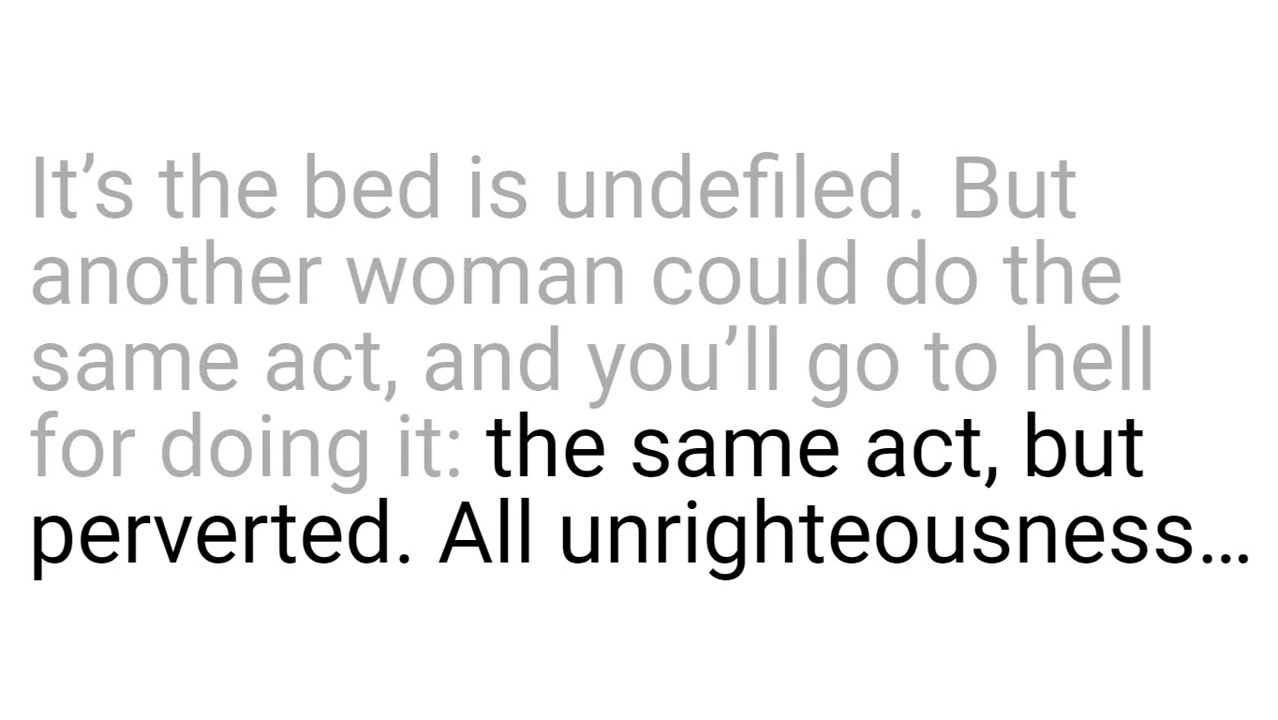 It’s the bed is undefiled. But
another woman could do the
same act, and you’ll go to hell
for doing it: the same act, but
perverted. All unrighteousness…